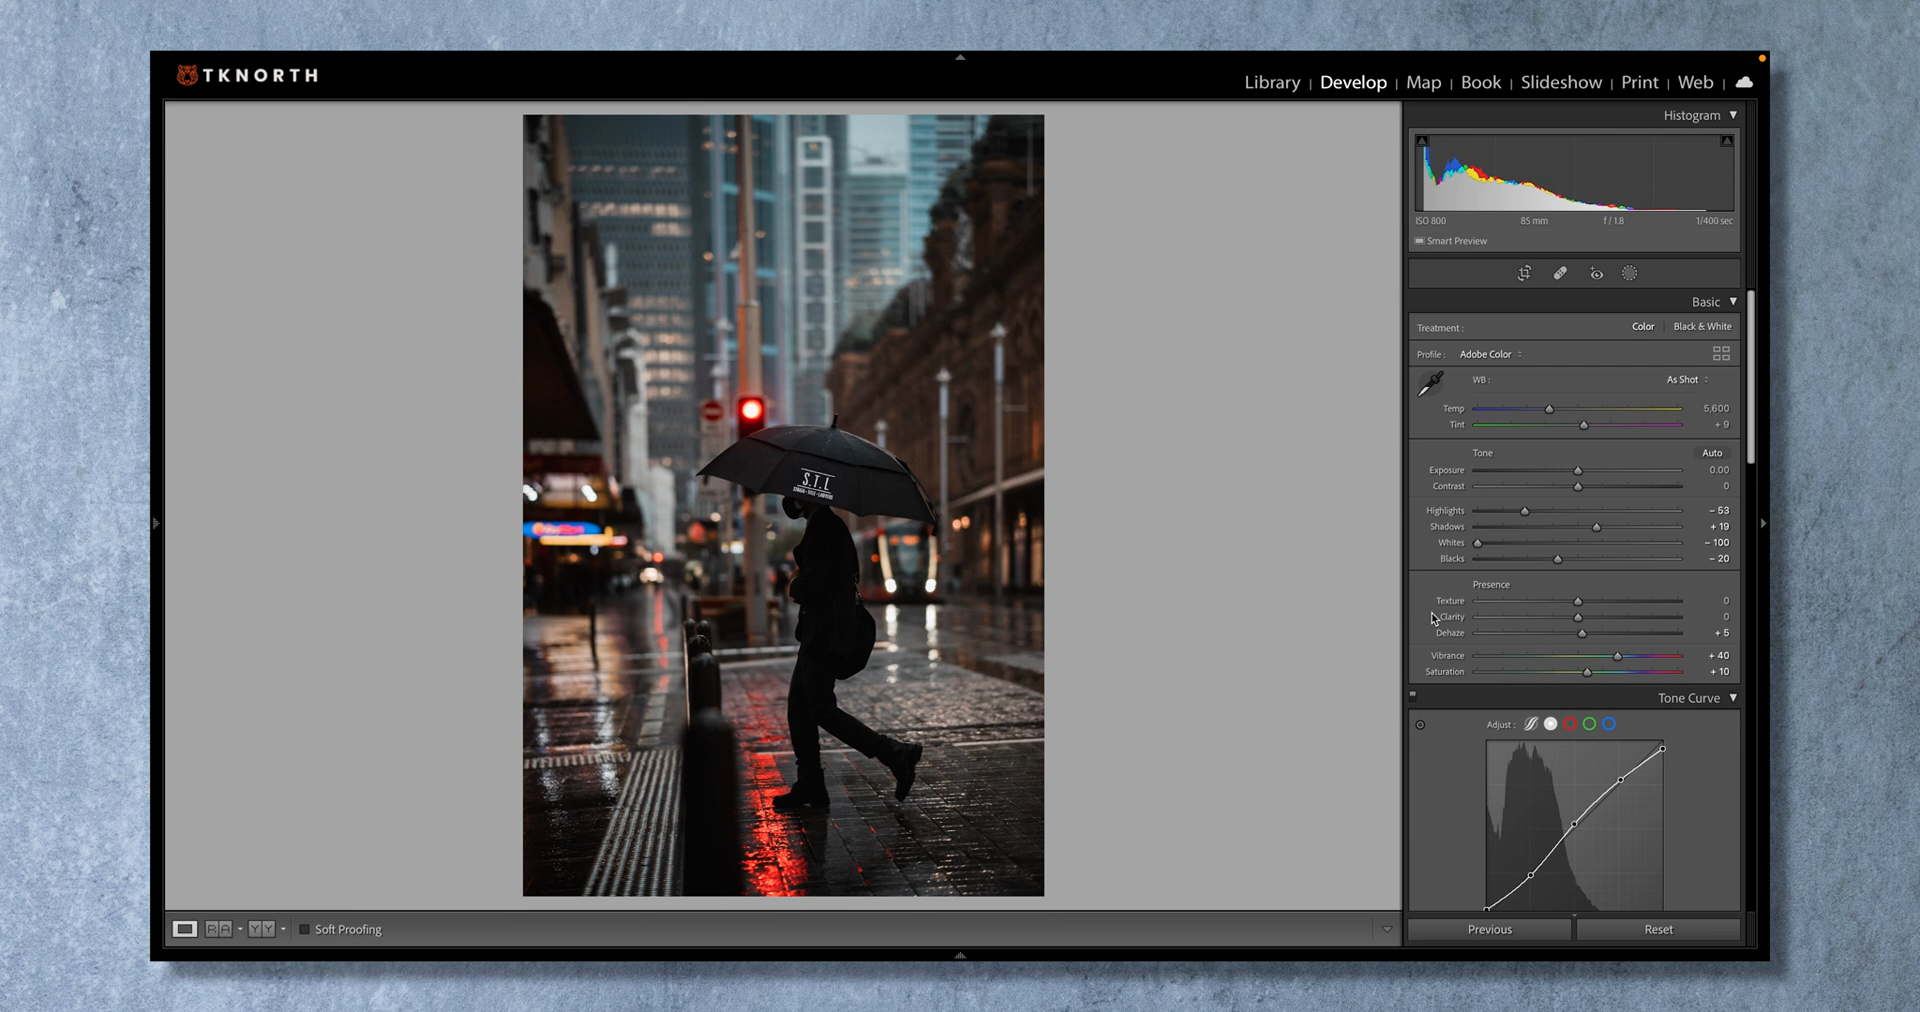 TKNORTH
Library | Develop | Map | Book | Slideshow | Print | Web |
Histogram
ISO 800 85 mm f / 1.8 1/400 sec
Smart Preview
Basic
Treatment : Color | Black & White
Profile : Adobe Color
WB : As Shot
Temp 5,600
Tint + 9
Tone Auto
Exposure 0.00
Contrast 0
Highlights – 53
Shadows + 19
Whites – 100
Blacks – 20
Presence
Texture 0
Clarity 0
Dehaze + 5
Vibrance + 40
Saturation + 10
Tone Curve
Adjust :
S.T.L
R A Y Y Soft Proofing
Previous Reset